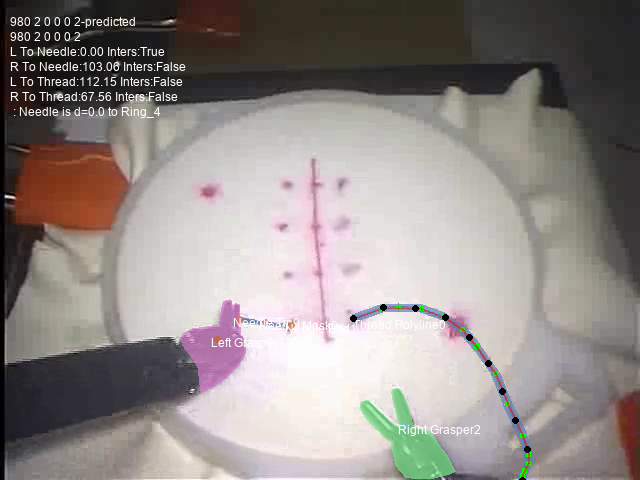 980 2 0 0 0 2-predicted
980 2 0 0 0 2
L To Needle:0.00 Inters:True
R To Needle:103.06 Inters:False
L To Thread:112.15 Inters:False
R To Thread:67.56 Inters:False
: Needle is d=0.0 to Ring_4
Thread Polyline0
Left Grasper
Right Grasper2